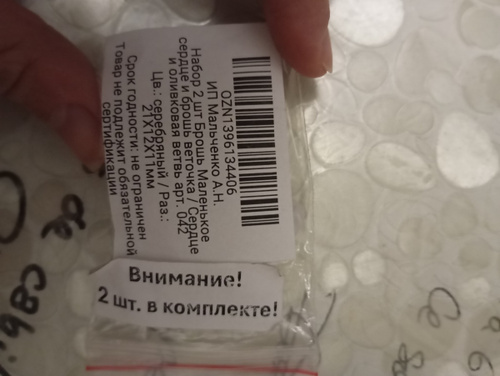 OZN1396134406
ИП Мальченко А.Н.
Набор 2 шт Брошь Маленькое
сердце и брошь веточка / Сердце
и оливковая ветвь арт. 042
Цв.: серебряный / Раз.:
21Х12Х11мм
Срок годности: не ограничен
Товар не подлежит обязательной
сертификации
Внимание!
2 шт. в комплекте!